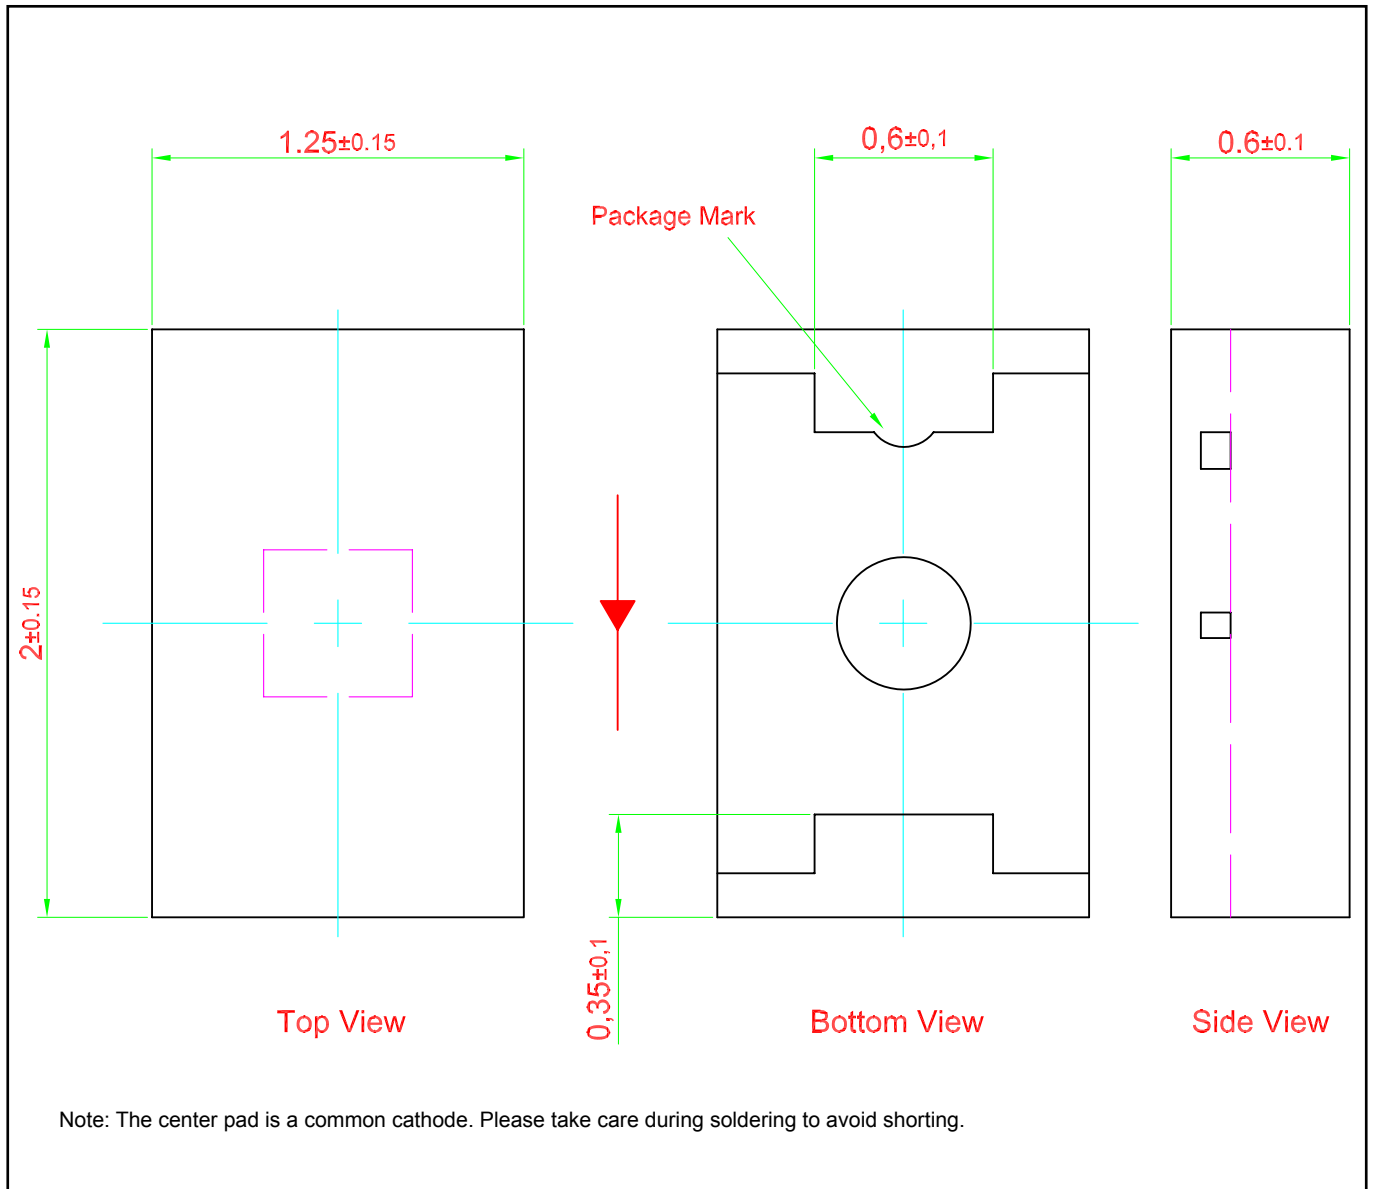 1.25±0.15
0,6±0,1
0.6±0.1
Package Mark
2±0.15
0,35±0,1
Top View
Bottom View
Side View
Note: The center pad is a common cathode. Please take care during soldering to avoid shorting.